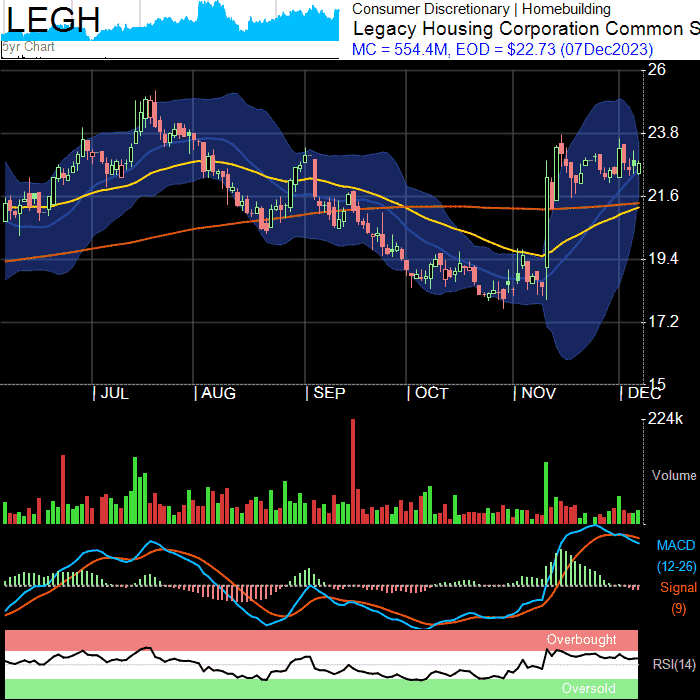 LEGH
5yr Chart
Consumer Discretionary | Homebuilding
Legacy Housing Corporation Common S
MC = 554.4M, EOD = $22.73 (07Dec2023)
26
23.8
21.6
19.4
17.2
15
| JUL | AUG | SEP | OCT | NOV | DEC
224k
Volume
MACD
(12-26)
Signal
(9)
Overbought
RSI(14)
Oversold